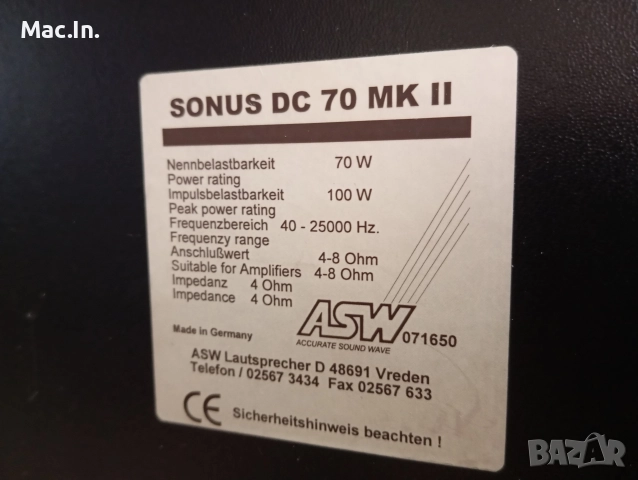 Mac.In.
SONUS DC 70 MK II
Nennbelastbarkeit 70 W
Power rating
Impulsbelastbarkeit 100 W
Peak power rating
Frequenzbereich 40 - 25000 Hz.
Frequenzy range
Anschlußwert 4-8 Ohm
Suitable for Amplifiers 4-8 Ohm
Impedanz 4 Ohm
Impedance 4 Ohm
ASW 071650
Made in Germany
ACCURATE SOUND WAVE
ASW Lautsprecher D 48691 Vreden
Telefon / 02567 3434 Fax 02567 633
CE Sicherheitshinweis beachten !
BAZAR